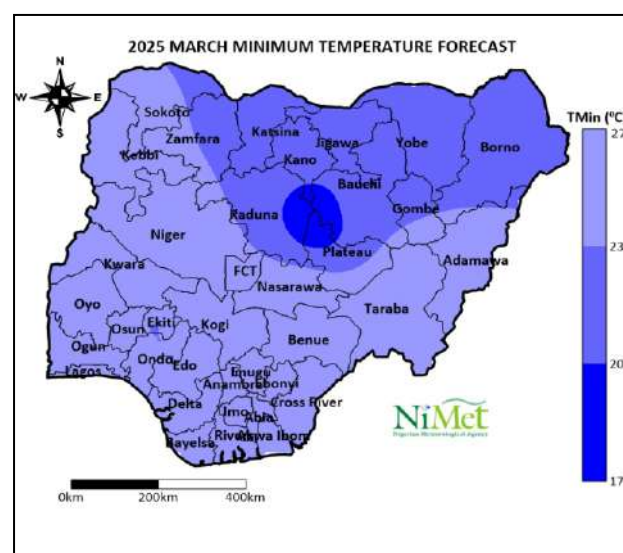 2025 MARCH MINIMUM TEMPERATURE FORECAST
N
W E
S
TMin (°C)
27
23
20
17
Sokoto
Zamfara
Katsina
Jigawa
Yobe
Borno
Kebbi
Kano
Bauchi
Kaduna
Gombe
Niger
Plateau
Adamawa
FCT
Nasarawa
Kwara
Taraba
Oyo
Ekiti
Kogi
Osun
Benue
Ogun
Ondo
Edo
Enugu
Lagos
Anambra
Ebonyi
Delta
Imo
Abia
Cross River
Bayelsa
Rivers
Akwa Ibom
NiMet
0km 200km 400km